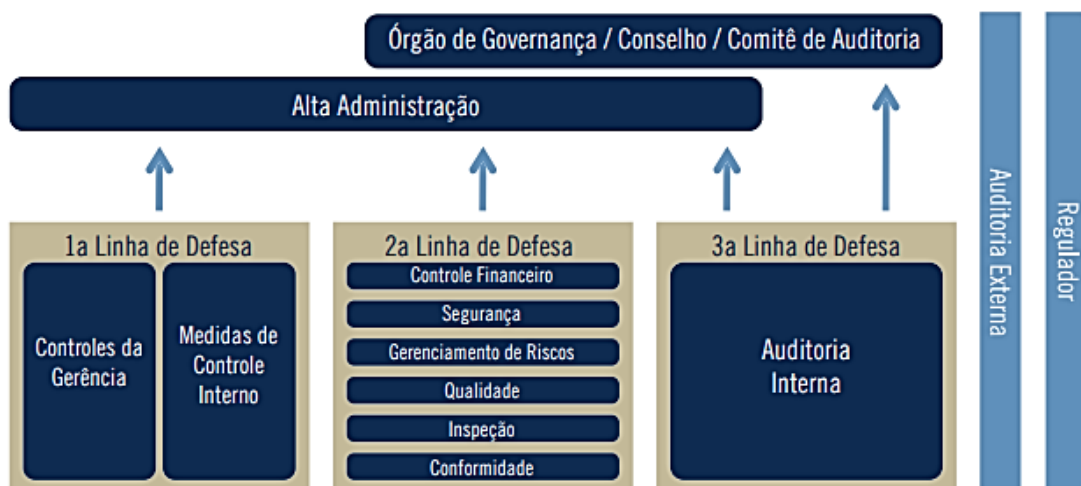 Órgão de Governança / Conselho / Comitê de Auditoria
Alta Administração
1a Linha de Defesa
Controles da
Gerência
Medidas de
Controle
Interno
2a Linha de Defesa
Controle Financeiro
Segurança
Gerenciamento de Riscos
Qualidade
Inspeção
Conformidade
3a Linha de Defesa
Auditoria
Interna
Auditoria Externa
Regulador